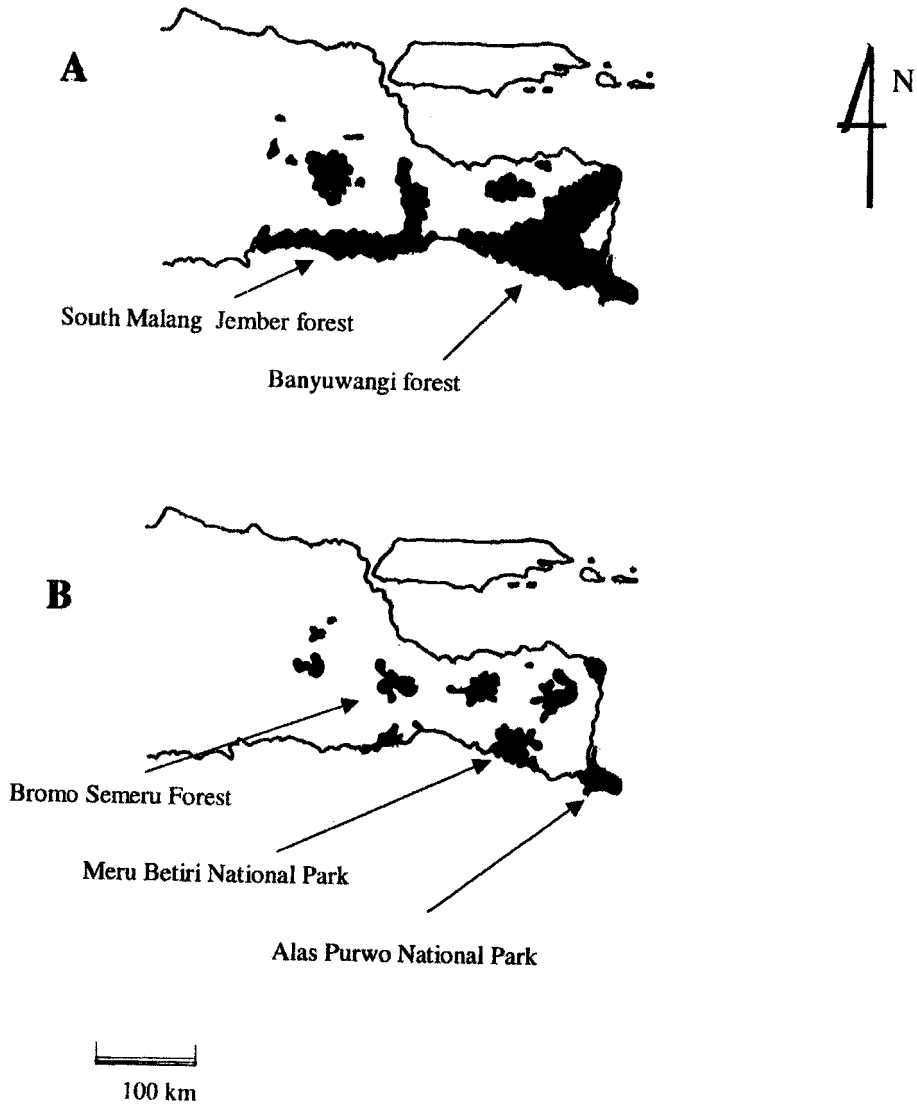 A
N
South Malang Jember forest
Banyuwangi forest
B
Bromo Semeru Forest
Meru Betiri National Park
Alas Purwo National Park
100 km